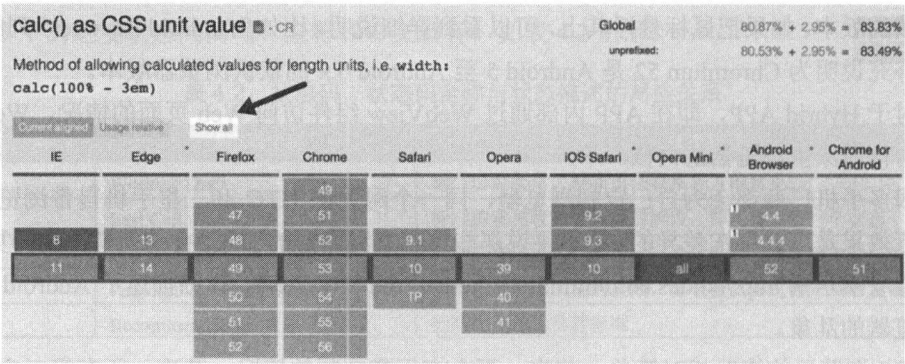 calc() as CSS unit value - CR
Global 80.87% + 2.95% = 83.83%
unprefixed: 80.53% + 2.95% = 83.49%
Method of allowing calculated values for length units, i.e. width:
calc(100% - 3em)
Current aligned Usage relative Show all
IE Edge * Firefox Chrome Safari Opera iOS Safari * Opera Mini * Android Browser * Chrome for Android
49
47 51 9.2 1 4.4
8 13 48 52 9.1 9.3 1 4.4.4
11 14 49 53 10 39 10 all 52 51
50 54 TP 40
51 55 41
52 56